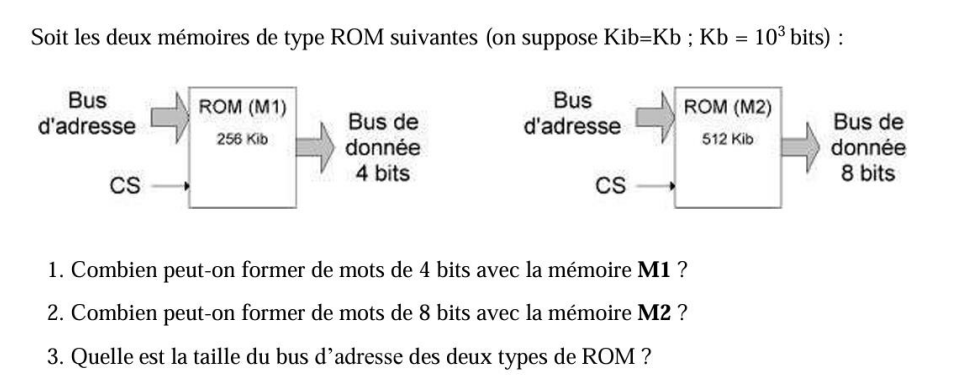 Soit les deux mémoires de type ROM suivantes (on suppose Kib=Kb ; Kb = 10³ bits) :
Bus
d'adresse
CS
ROM (M1)
256 Kib
Bus de
donnée
4 bits
Bus
d'adresse
CS
ROM (M2)
512 Kib
Bus de
donnée
8 bits
1. Combien peut-on former de mots de 4 bits avec la mémoire M1 ?
2. Combien peut-on former de mots de 8 bits avec la mémoire M2 ?
3. Quelle est la taille du bus d’adresse des deux types de ROM ?